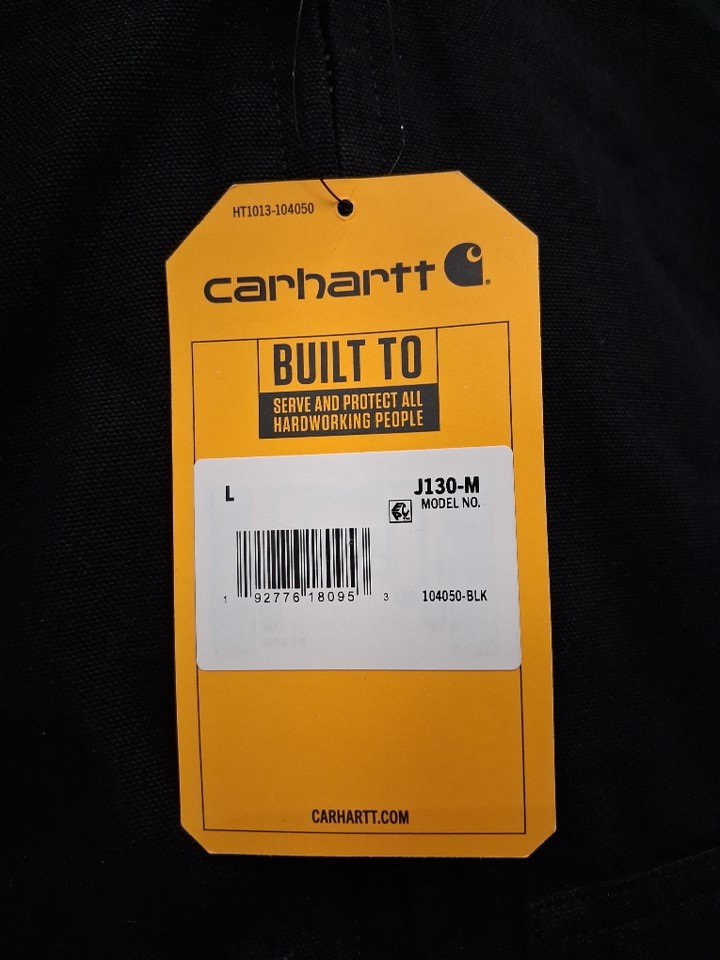 HT1013-104050
carhartt
BUILT TO
SERVE AND PROTECT ALL
HARDWORKING PEOPLE
L
J130-M
MODEL NO.
1 92776 18095 3
104050-BLK
CARHARTT.COM